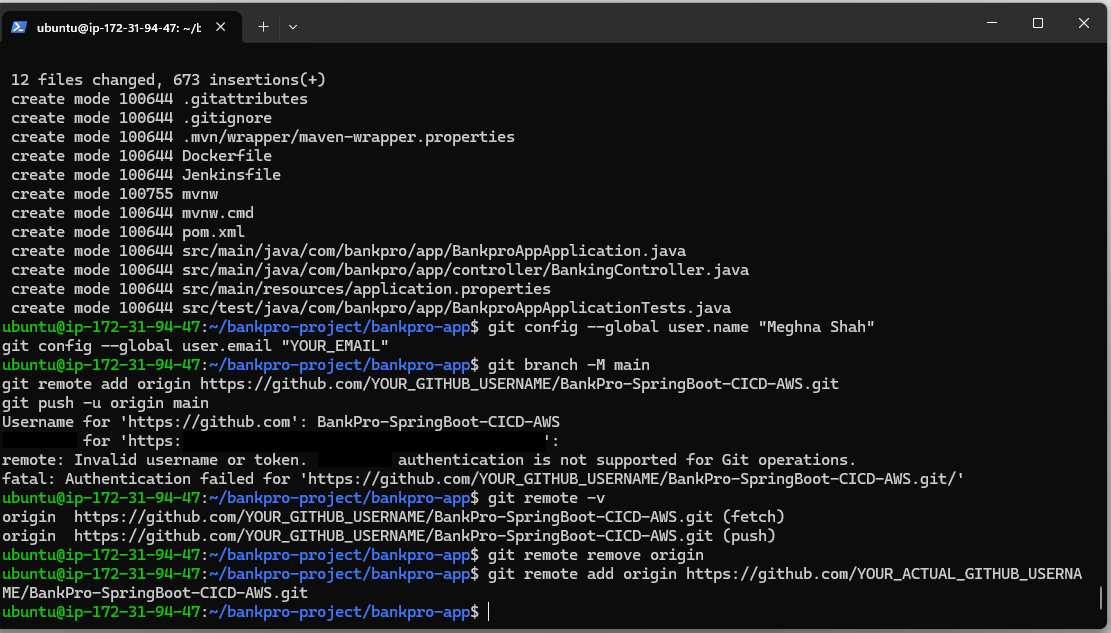 ubuntu@ip-172-31-94-47: ~/b
12 files changed, 673 insertions(+)
create mode 100644 .gitattributes
create mode 100644 .gitignore
create mode 100644 .mvn/wrapper/maven-wrapper.properties
create mode 100644 Dockerfile
create mode 100644 Jenkinsfile
create mode 100755 mvnw
create mode 100644 mvnw.cmd
create mode 100644 pom.xml
create mode 100644 src/main/java/com/bankpro/app/BankproAppApplication.java
create mode 100644 src/main/java/com/bankpro/app/controller/BankingController.java
create mode 100644 src/main/resources/application.properties
create mode 100644 src/test/java/com/bankpro/app/BankproAppApplicationTests.java
ubuntu@ip-172-31-94-47:~/bankpro-project/bankpro-app$ git config --global user.name "Meghna Shah"
git config --global user.email "YOUR_EMAIL"
ubuntu@ip-172-31-94-47:~/bankpro-project/bankpro-app$ git branch -M main
git remote add origin https://github.com/YOUR_GITHUB_USERNAME/BankPro-SpringBoot-CICD-AWS.git
git push -u origin main
Username for 'https://github.com': BankPro-SpringBoot-CICD-AWS
for 'https: ':
remote: Invalid username or token. authentication is not supported for Git operations.
fatal: Authentication failed for 'https://github.com/YOUR_GITHUB_USERNAME/BankPro-SpringBoot-CICD-AWS.git/'
ubuntu@ip-172-31-94-47:~/bankpro-project/bankpro-app$ git remote -v
origin  https://github.com/YOUR_GITHUB_USERNAME/BankPro-SpringBoot-CICD-AWS.git (fetch)
origin  https://github.com/YOUR_GITHUB_USERNAME/BankPro-SpringBoot-CICD-AWS.git (push)
ubuntu@ip-172-31-94-47:~/bankpro-project/bankpro-app$ git remote remove origin
ubuntu@ip-172-31-94-47:~/bankpro-project/bankpro-app$ git remote add origin https://github.com/YOUR_ACTUAL_GITHUB_USERNA
ME/BankPro-SpringBoot-CICD-AWS.git
ubuntu@ip-172-31-94-47:~/bankpro-project/bankpro-app$